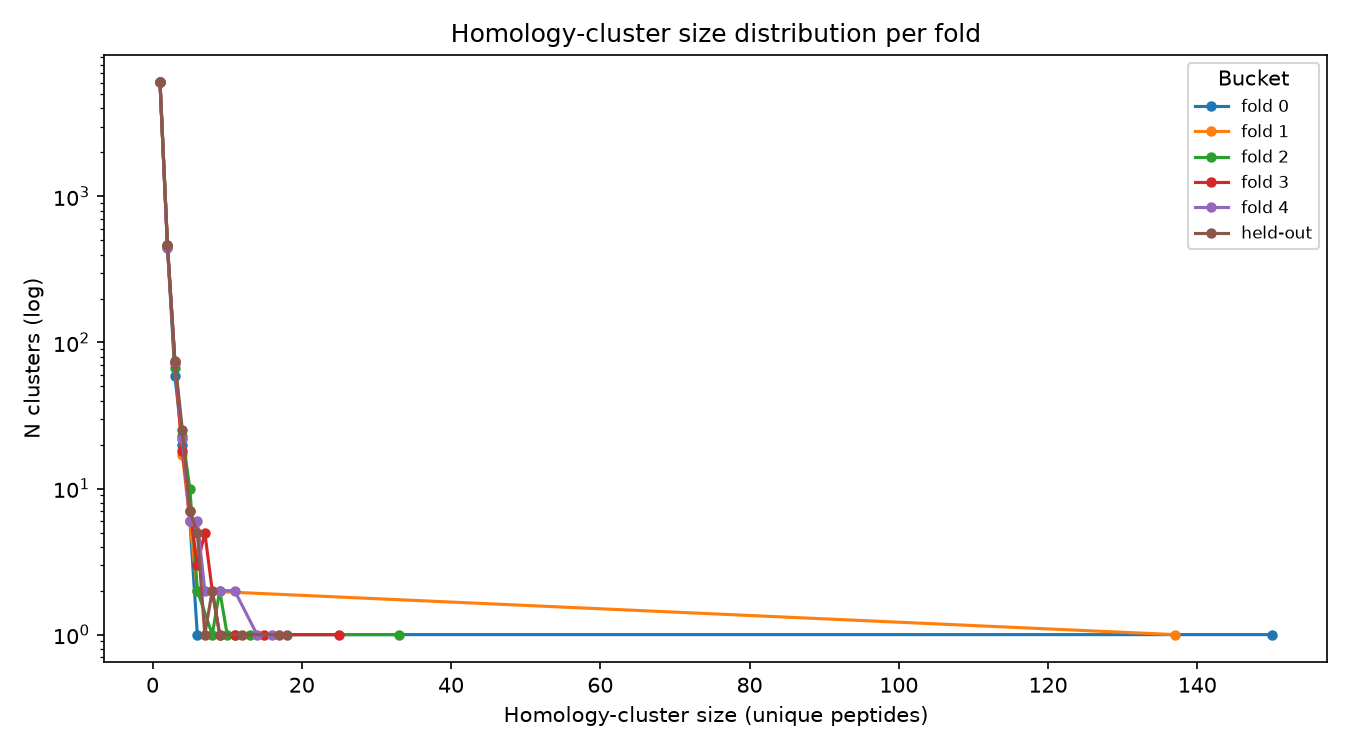 Homology-cluster size distribution per fold
N clusters (log)
10³
10²
10¹
10⁰
0 20 40 60 80 100 120 140
Homology-cluster size (unique peptides)
Bucket
fold 0
fold 1
fold 2
fold 3
fold 4
held-out